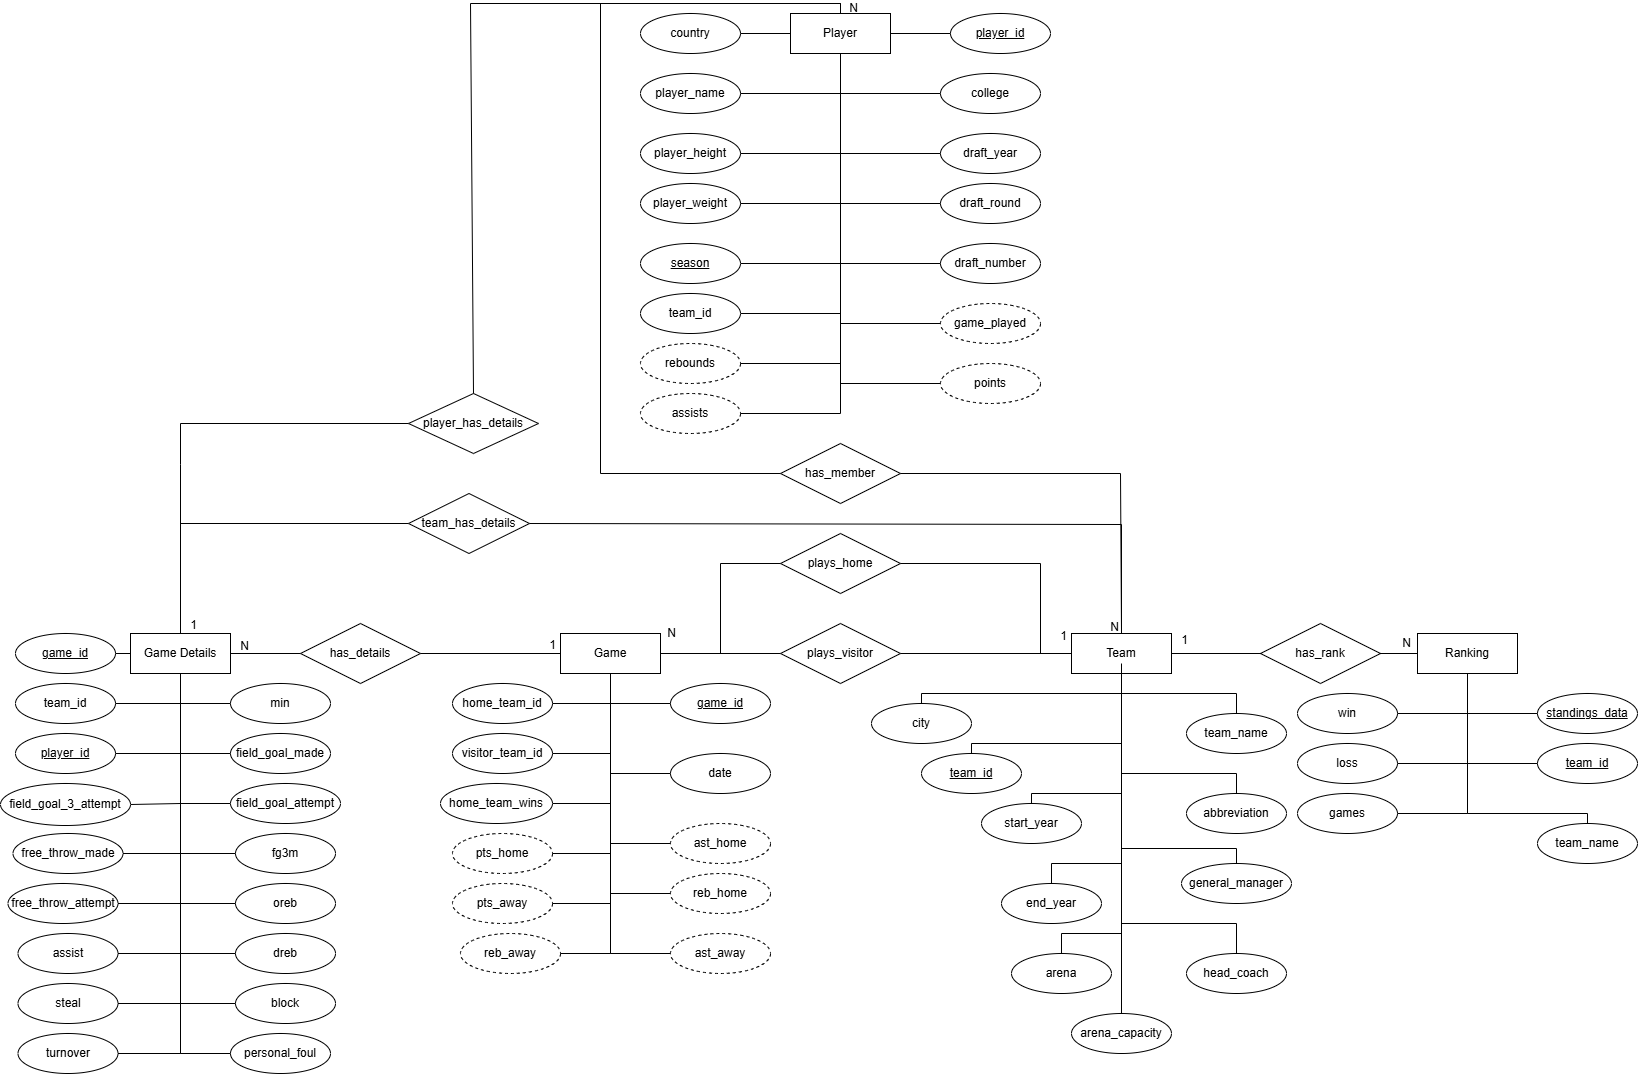 N
country
Player
player_id
player_name
college
player_height
draft_year
player_weight
draft_round
season
draft_number
team_id
game_played
rebounds
points
assists
player_has_details
has_member
team_has_details
plays_home
1
N
1
N
1
N
1
N
game_id
Game Details
has_details
Game
plays_visitor
Team
has_rank
Ranking
team_id
min
home_team_id
game_id
city
team_name
win
standings_data
player_id
field_goal_made
visitor_team_id
date
team_id
loss
team_id
field_goal_3_attempt
field_goal_attempt
home_team_wins
start_year
abbreviation
games
team_name
free_throw_made
fg3m
pts_home
ast_home
free_throw_attempt
oreb
pts_away
reb_home
end_year
general_manager
assist
dreb
reb_away
ast_away
arena
head_coach
steal
block
arena_capacity
turnover
personal_foul